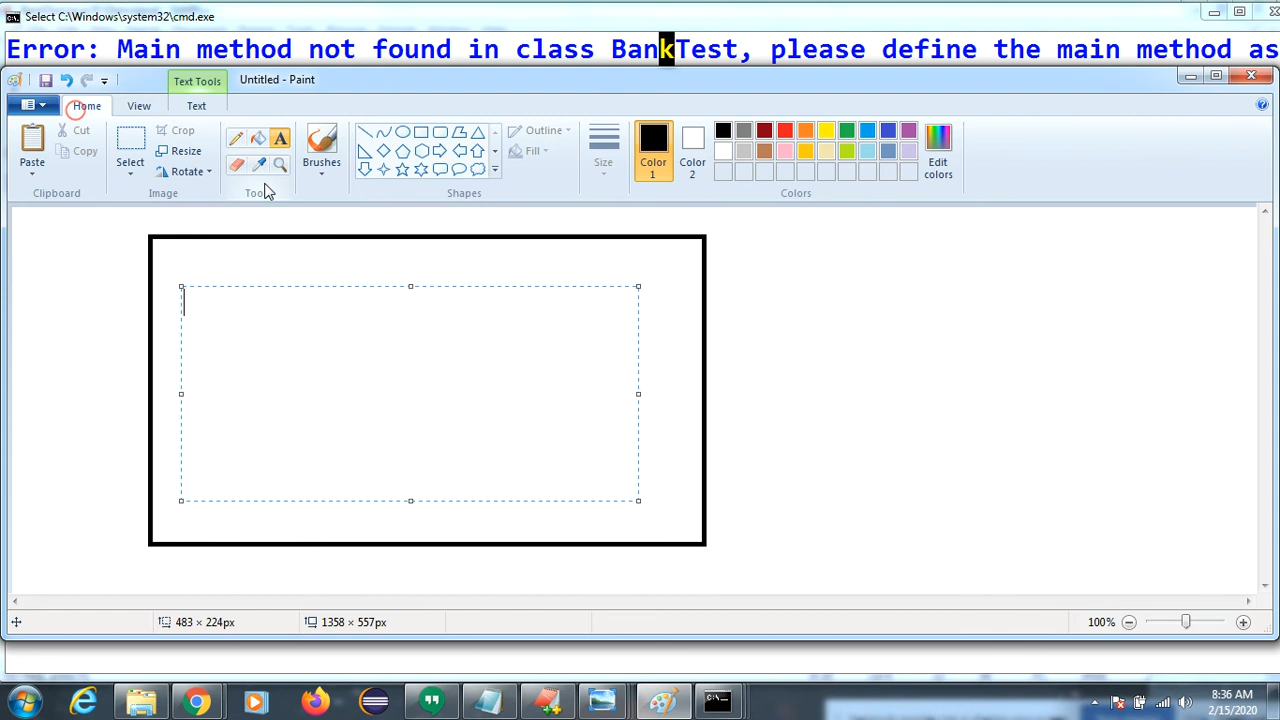 Select C:\Windows\system32\cmd.exe
Error: Main method not found in class BankTest, please define the main method as
Text Tools
Untitled - Paint
Home
View
Text
Paste
Cut
Copy
Clipboard
Select
Crop
Resize
Rotate
Image
Brushes
Outline
Fill
Shapes
Size
Color 1
Color 2
Edit colors
Colors
A
483 × 224px
1358 × 557px
100%
8:36 AM
2/15/2020